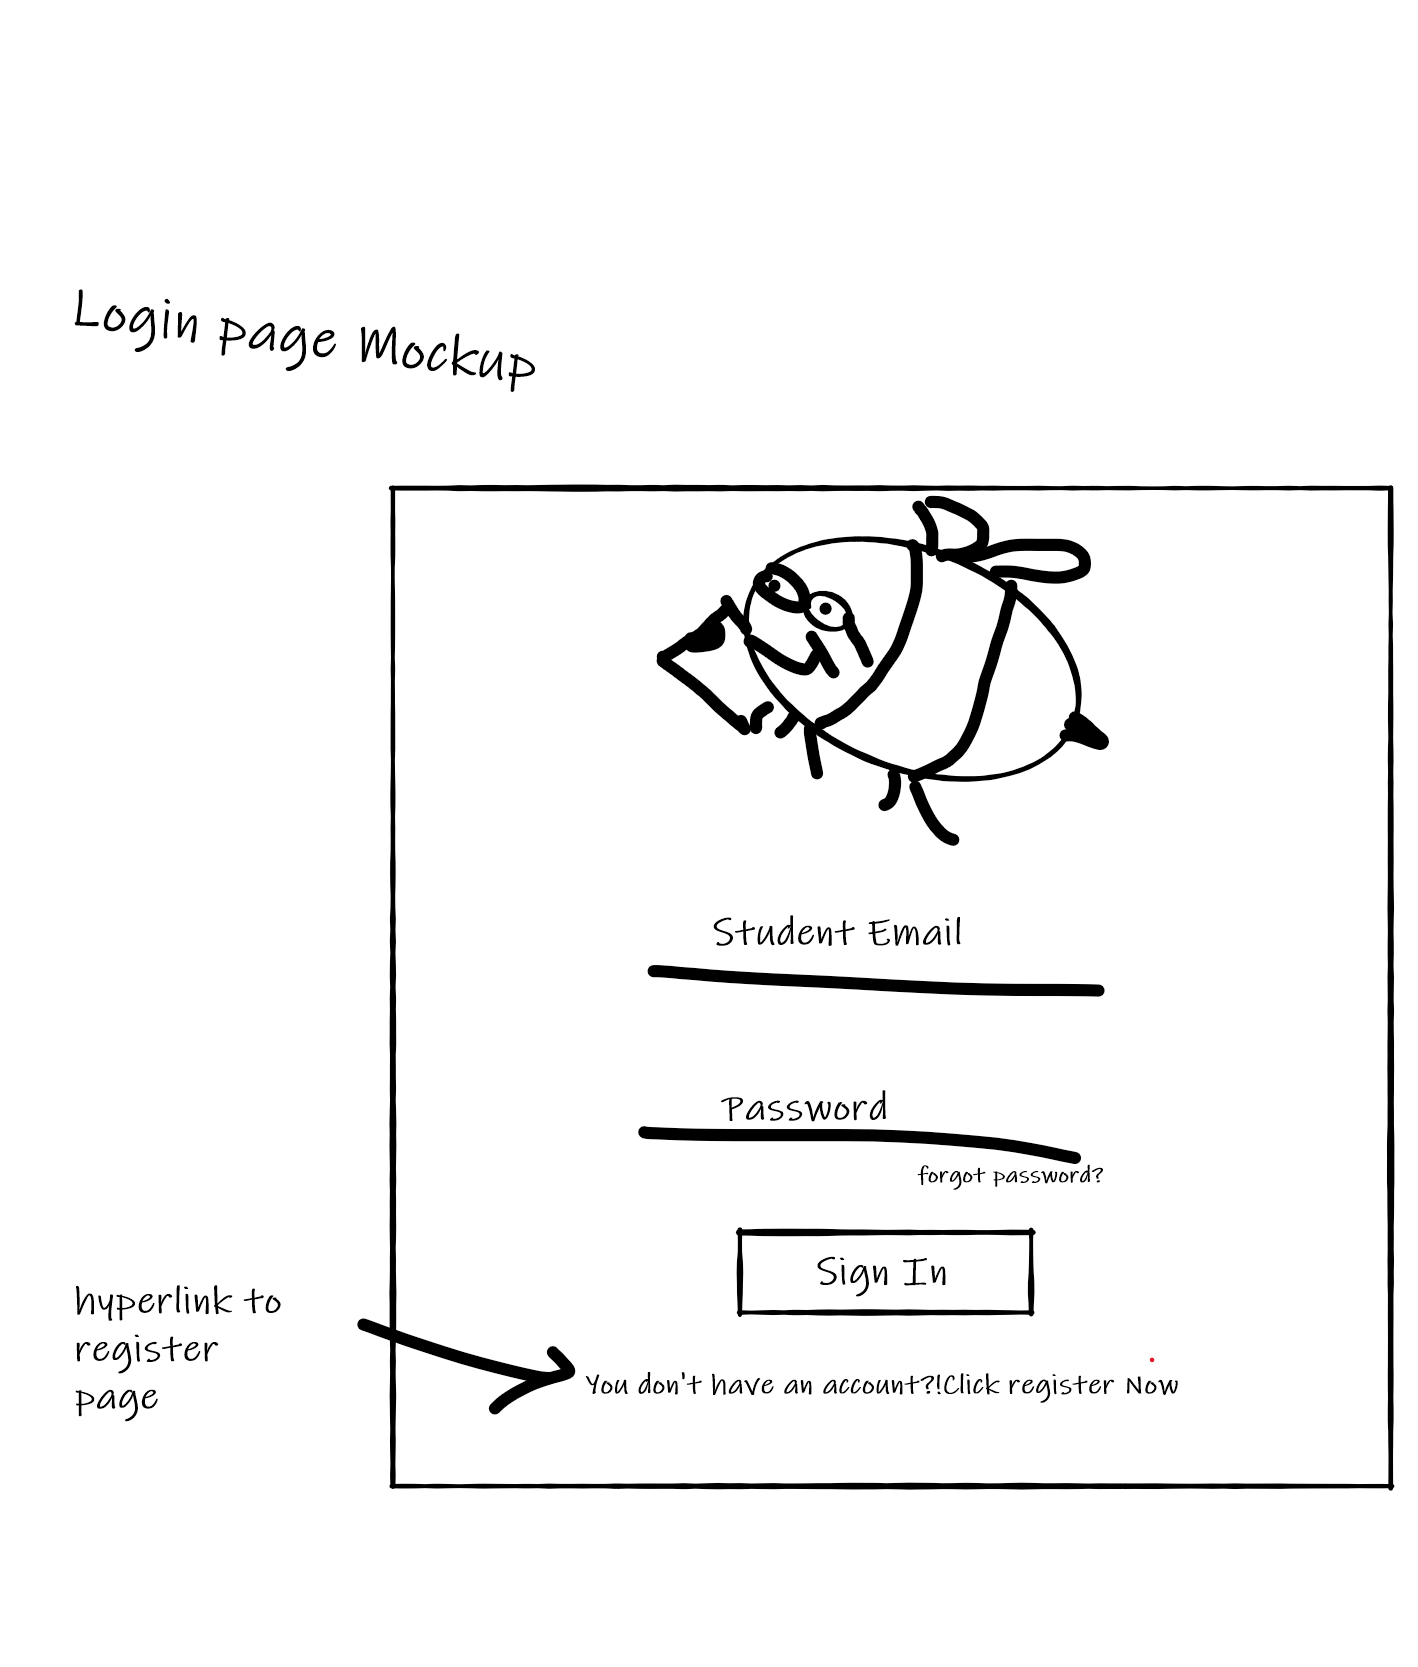 Login page Mockup
Student Email
Password
forgot password?
Sign In
hyperlink to
register
page
You don't have an account?!Click register Now